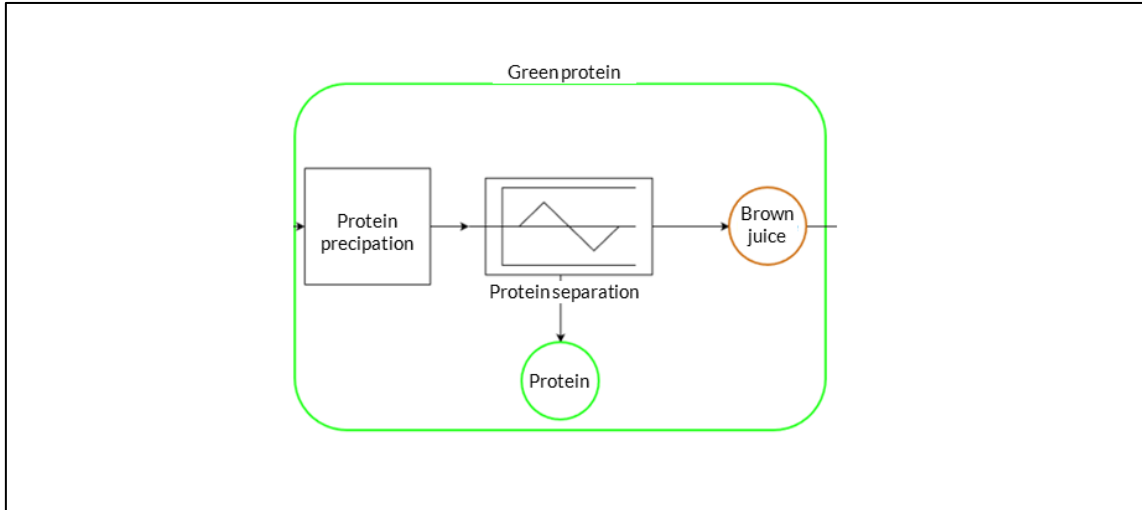 Green protein
Protein
precipation
Brown
juice
Protein separation
Protein